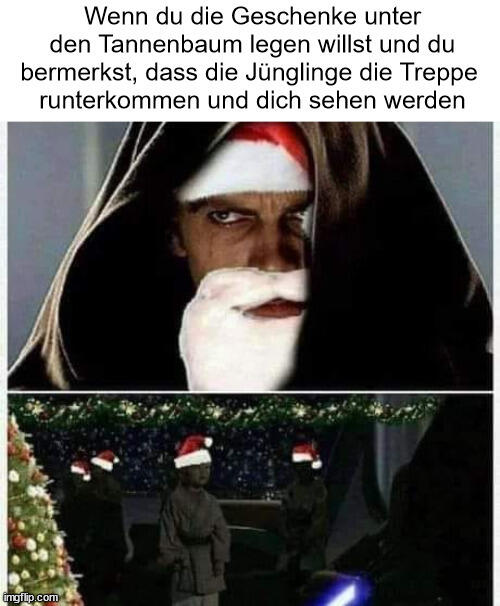 Wenn du die Geschenke unter
den Tannenbaum legen willst und du
bermerkst, dass die Jünglinge die Treppe
runterkommen und dich sehen werden
imgflip.com